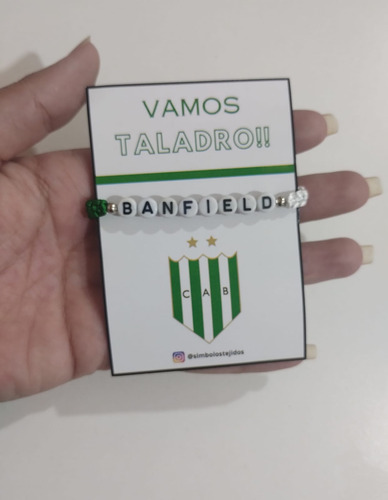 VAMOS
TALADRO!!
BANFIELD
C A B
@simbolostejidos